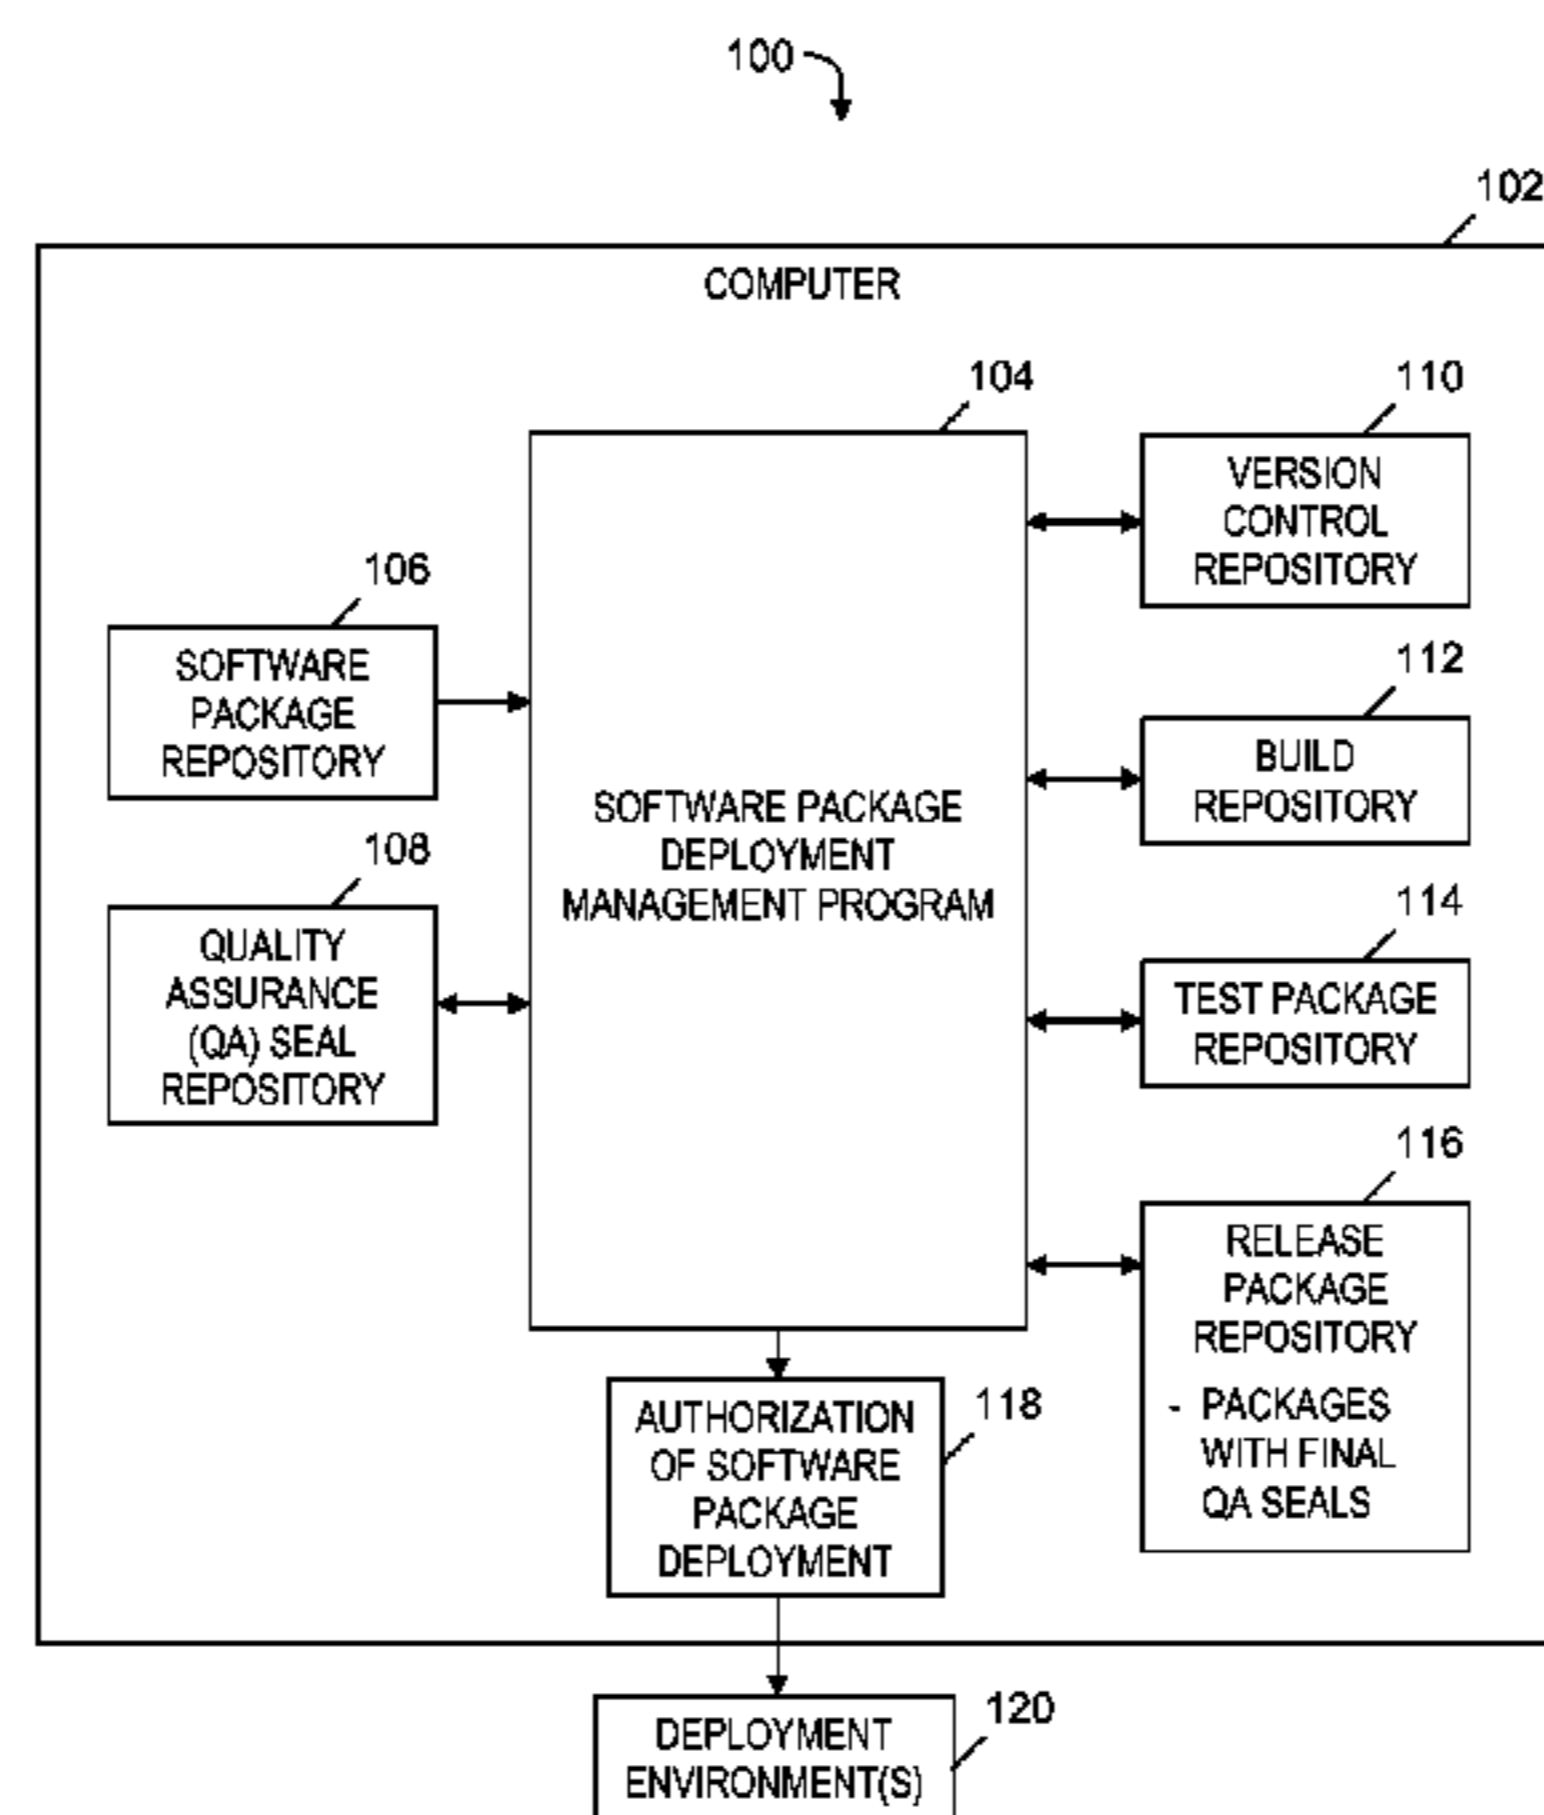 100
102
COMPUTER
104
110
VERSION
CONTROL
REPOSITORY
106
SOFTWARE
PACKAGE
REPOSITORY
112
BUILD
REPOSITORY
SOFTWARE PACKAGE
DEPLOYMENT
MANAGEMENT PROGRAM
108
QUALITY
ASSURANCE
(QA) SEAL
REPOSITORY
114
TEST PACKAGE
REPOSITORY
116
RELEASE
PACKAGE
REPOSITORY
- PACKAGES
WITH FINAL
QA SEALS
118
AUTHORIZATION
OF SOFTWARE
PACKAGE
DEPLOYMENT
120
DEPLOYMENT
ENVIRONMENT(S)